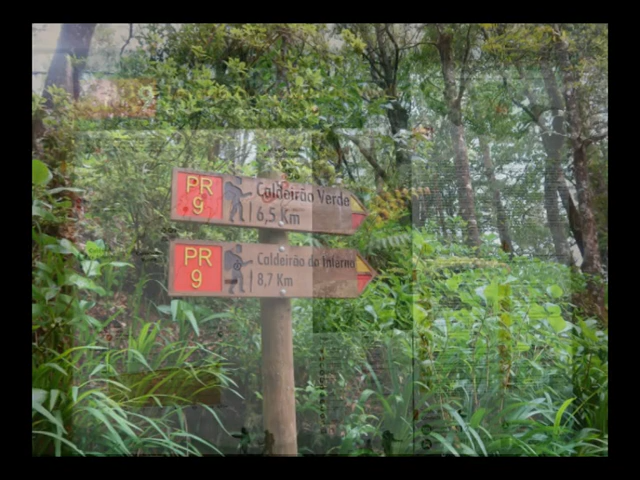 PR
9
Caldeirão Verde
6,5 Km
PR
9
Caldeirão do Inferno
8,7 Km